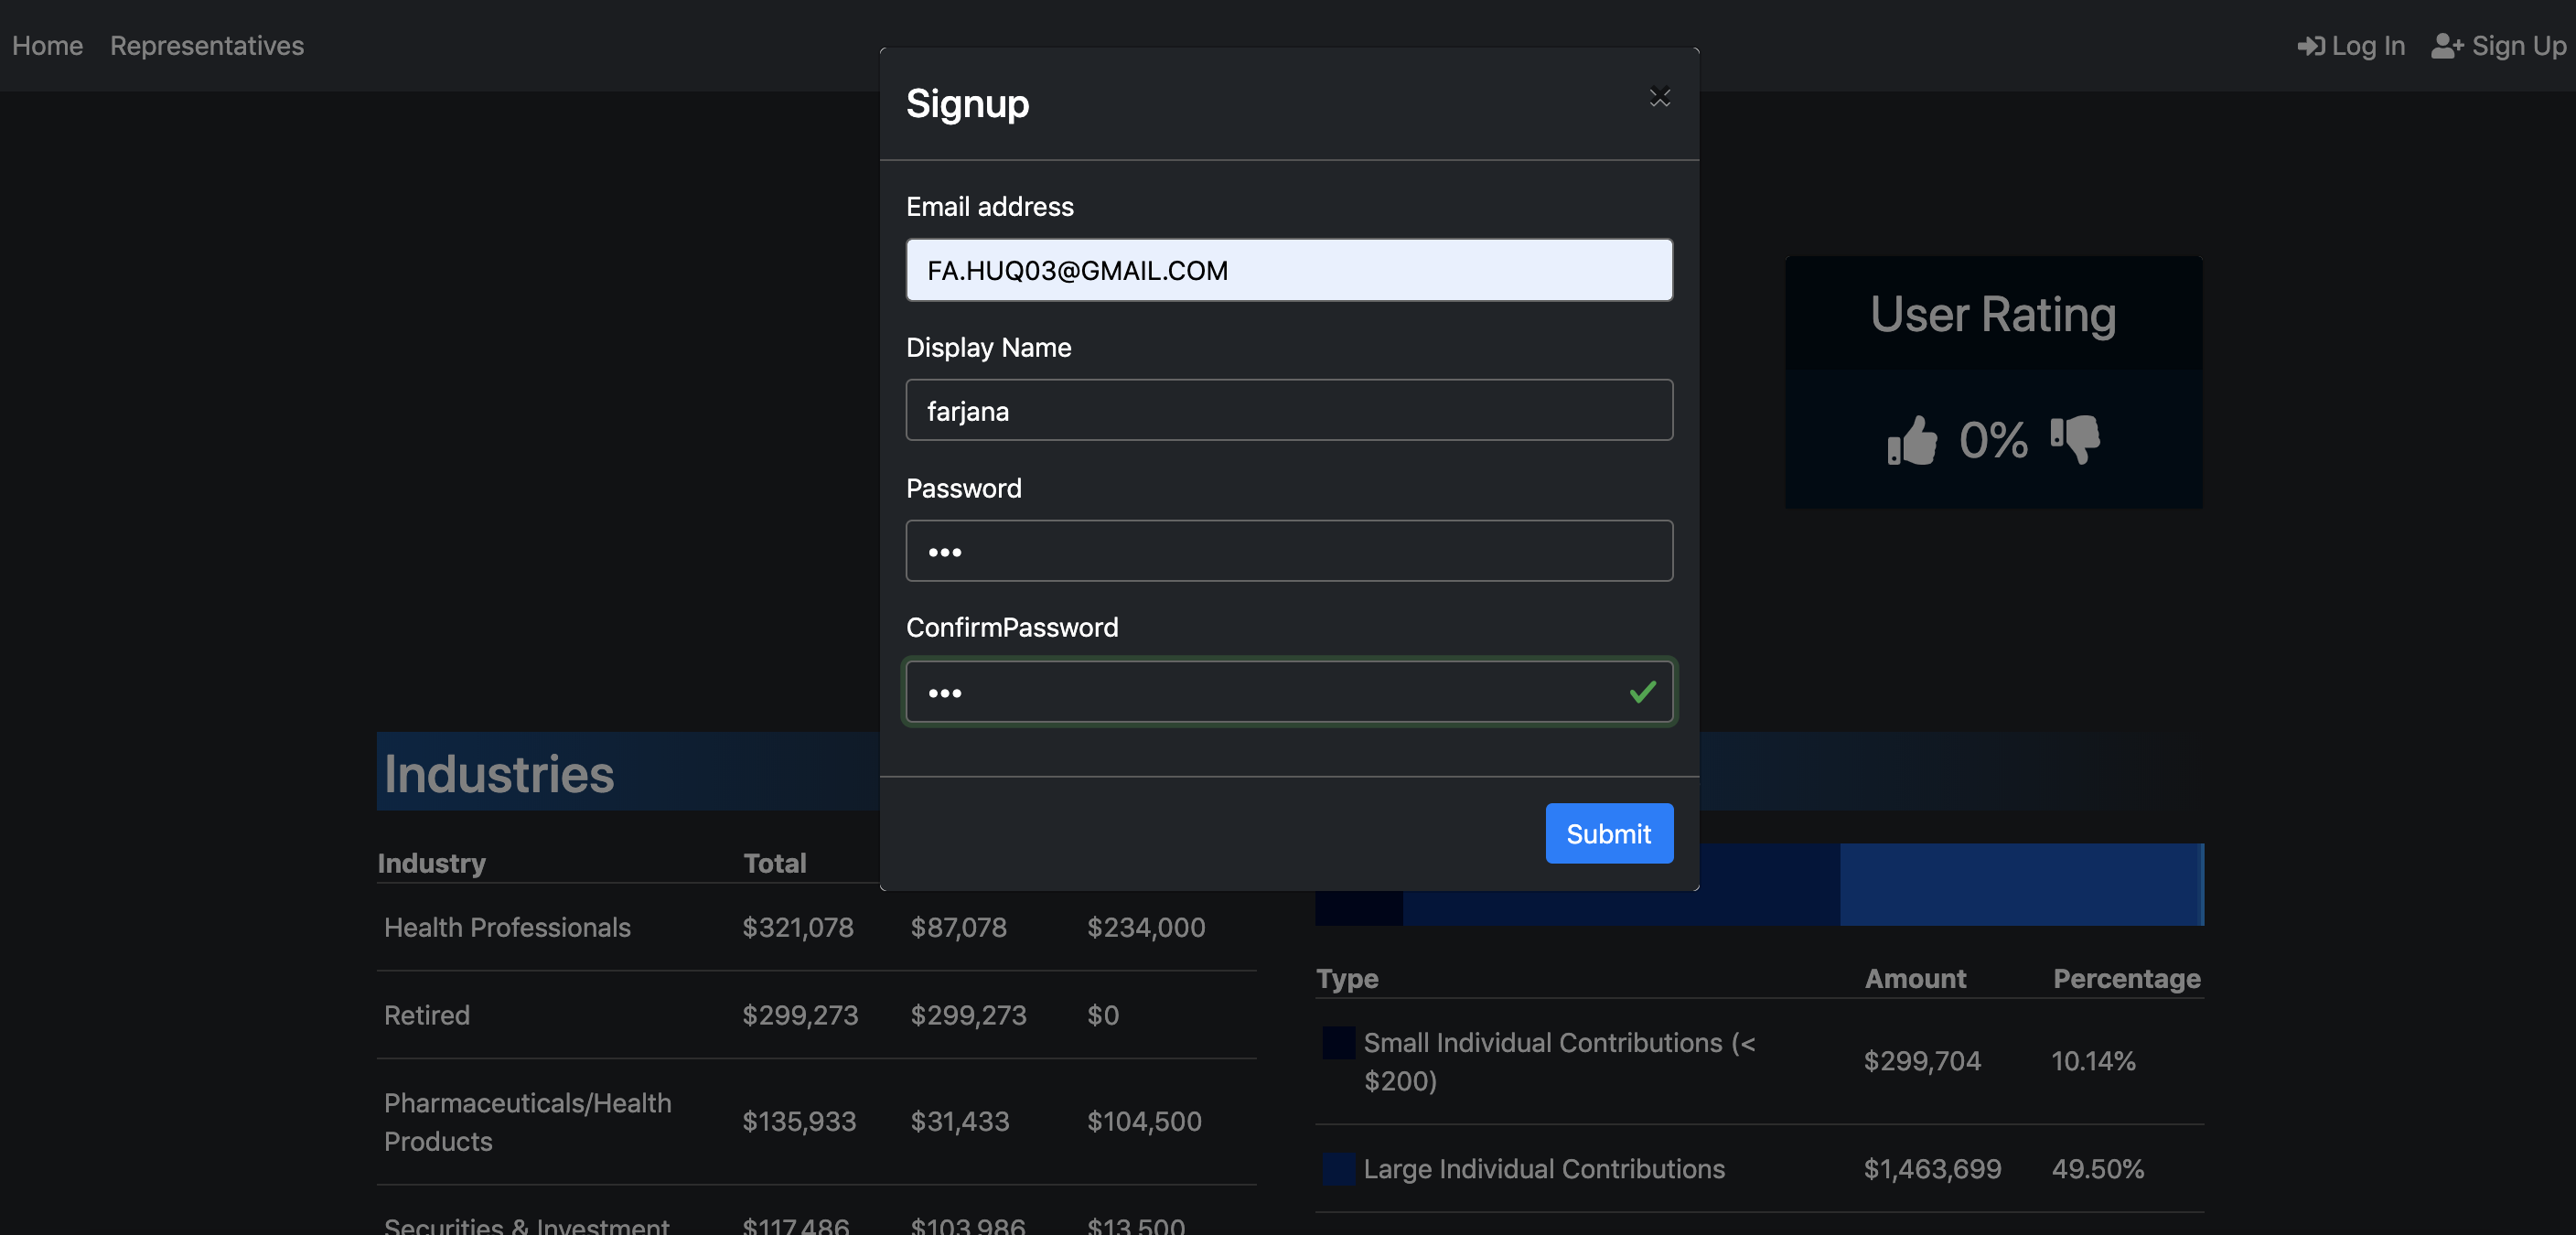 Home Representatives Log In Sign Up
Signup
Email address
FA.HUQ03@GMAIL.COM
Display Name
farjana
Password
•••
ConfirmPassword
•••
Submit
User Rating
0%
Industries
Industry Total
Health Professionals $321,078 $87,078 $234,000
Retired $299,273 $299,273 $0
Pharmaceuticals/Health
Products $135,933 $31,433 $104,500
Securities & Investment $117,486 $103,986 $13,500
Type Amount Percentage
Small Individual Contributions (<
$200) $299,704 10.14%
Large Individual Contributions $1,463,699 49.50%